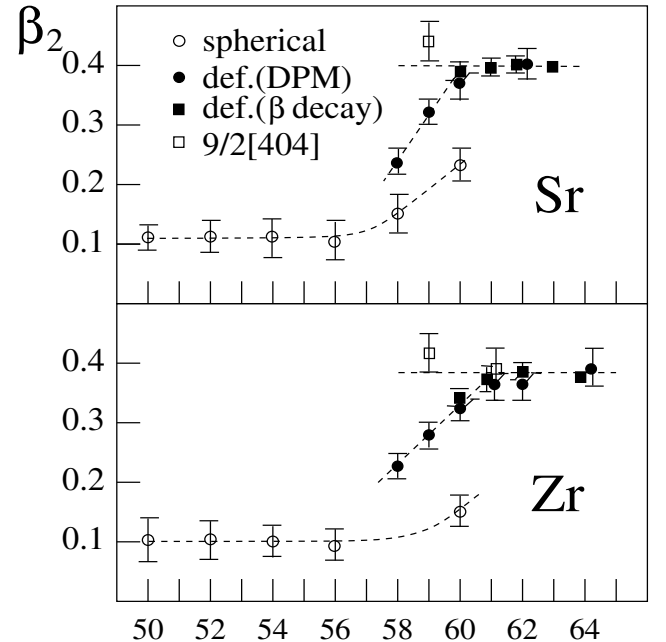 β₂
○ spherical
● def.(DPM)
■ def.(β decay)
□ 9/2[404]
0.4
0.3
0.2
0.1
Sr
0.4
0.3
0.2
0.1
Zr
50 52 54 56 58 60 62 64